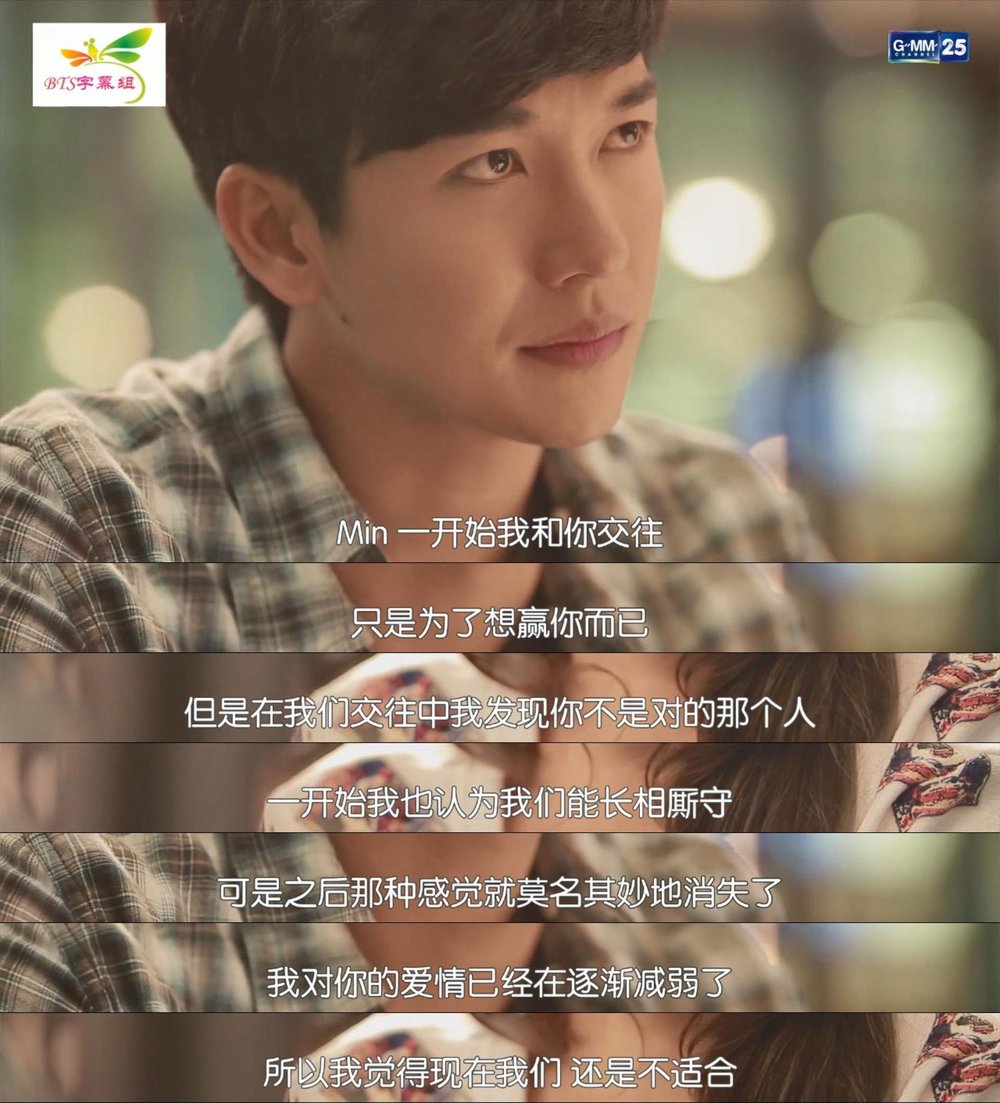 BTS字幕组
GMM 25
CHANNEL
Min 一开始我和你交往
只是为了想赢你而已
但是在我们交往中我发现你不是对的那个人
一开始我也认为我们能长相厮守
可是之后那种感觉就莫名其妙地消失了
我对你的爱情已经在逐渐减弱了
所以我觉得现在我们 还是不适合